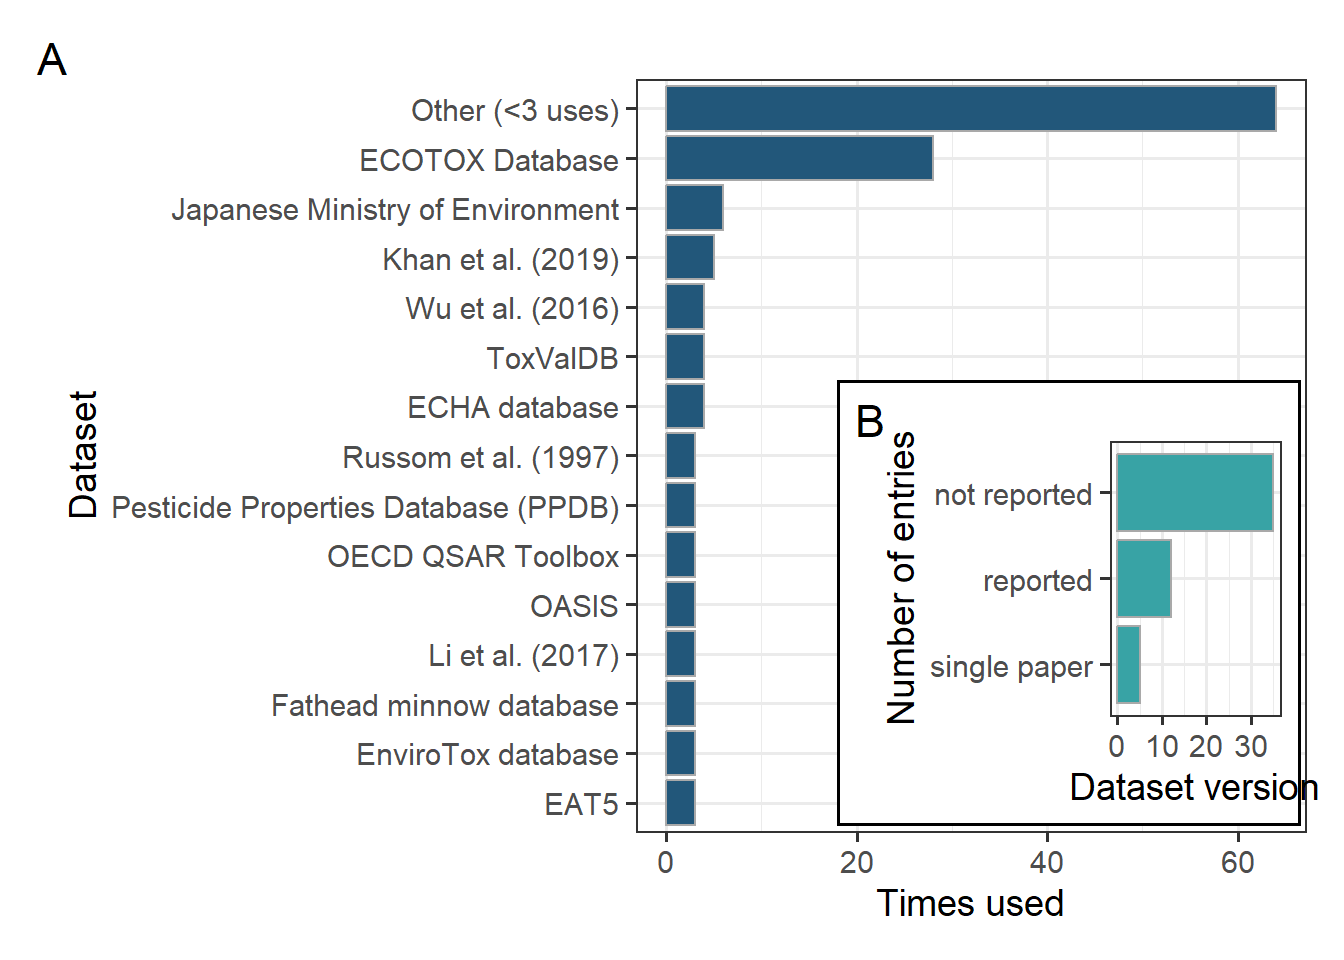 A
Other (<3 uses)
ECOTOX Database
Japanese Ministry of Environment
Khan et al. (2019)
Wu et al. (2016)
ToxValDB
ECHA database
Russom et al. (1997)
Pesticide Properties Database (PPDB)
OECD QSAR Toolbox
OASIS
Li et al. (2017)
Fathead minnow database
EnviroTox database
EAT5
Dataset
0 20 40 60
Times used
B
not reported
reported
single paper
Number of entries
0 10 20 30
Dataset version